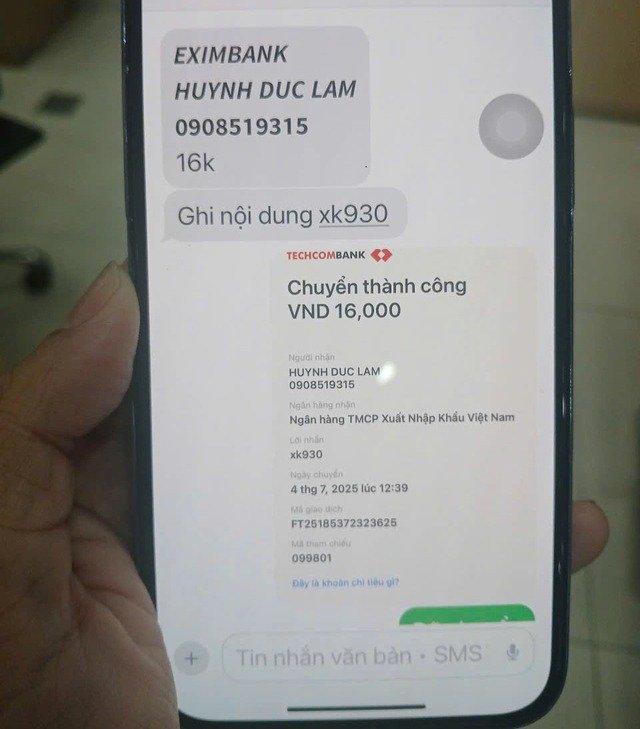 EXIMBANK
HUYNH DUC LAM
0908519315
16k
Ghi nội dung xk930
TECHCOMBANK
Chuyển thành công
VND 16,000
Người nhận
HUYNH DUC LAM
0908519315
Ngân hàng nhận
Ngân hàng TMCP Xuất Nhập Khẩu Việt Nam
Lời nhắn
xk930
Ngày chuyển
4 thg 7, 2025 lúc 12:39
Mã giao dịch
FT25185372323625
Mã tham chiếu
099801
Đây là khoản chi tiêu gì?
Tin nhắn văn bản • SMS